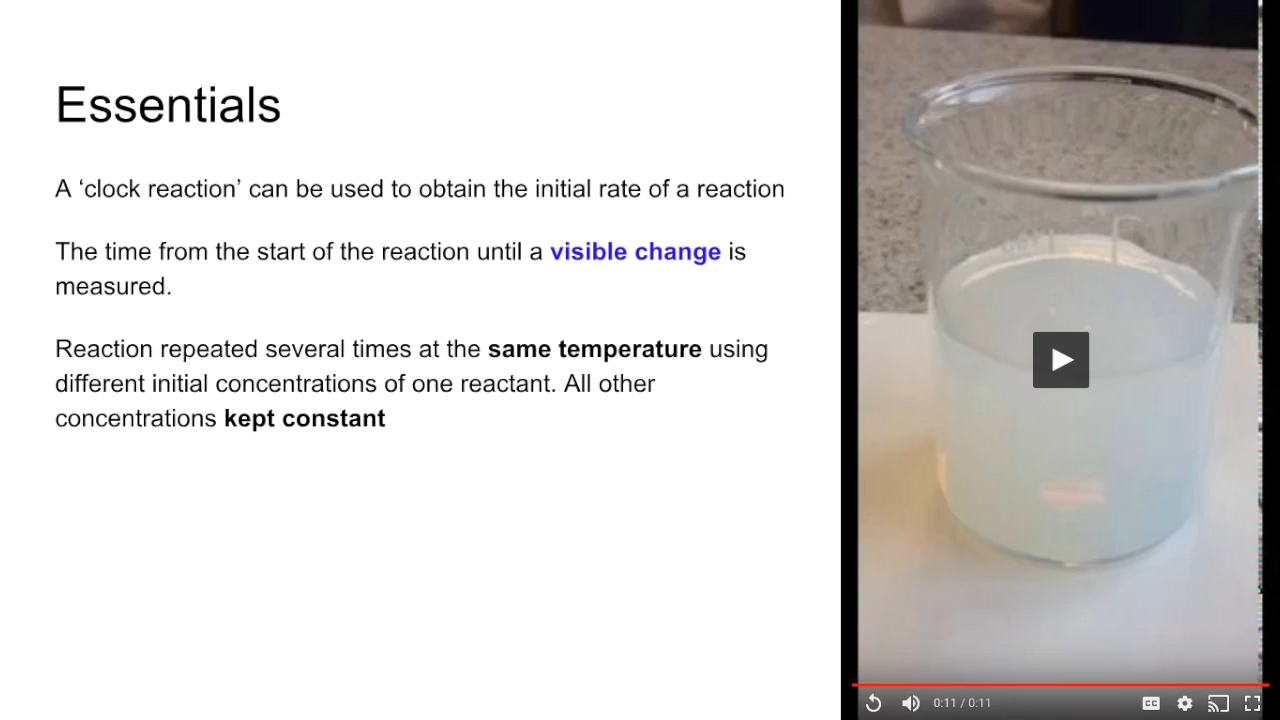 Essentials
A ‘clock reaction’ can be used to obtain the initial rate of a reaction
The time from the start of the reaction until a visible change is
measured.
Reaction repeated several times at the same temperature using
different initial concentrations of one reactant. All other
concentrations kept constant
0:11 / 0:11
CC